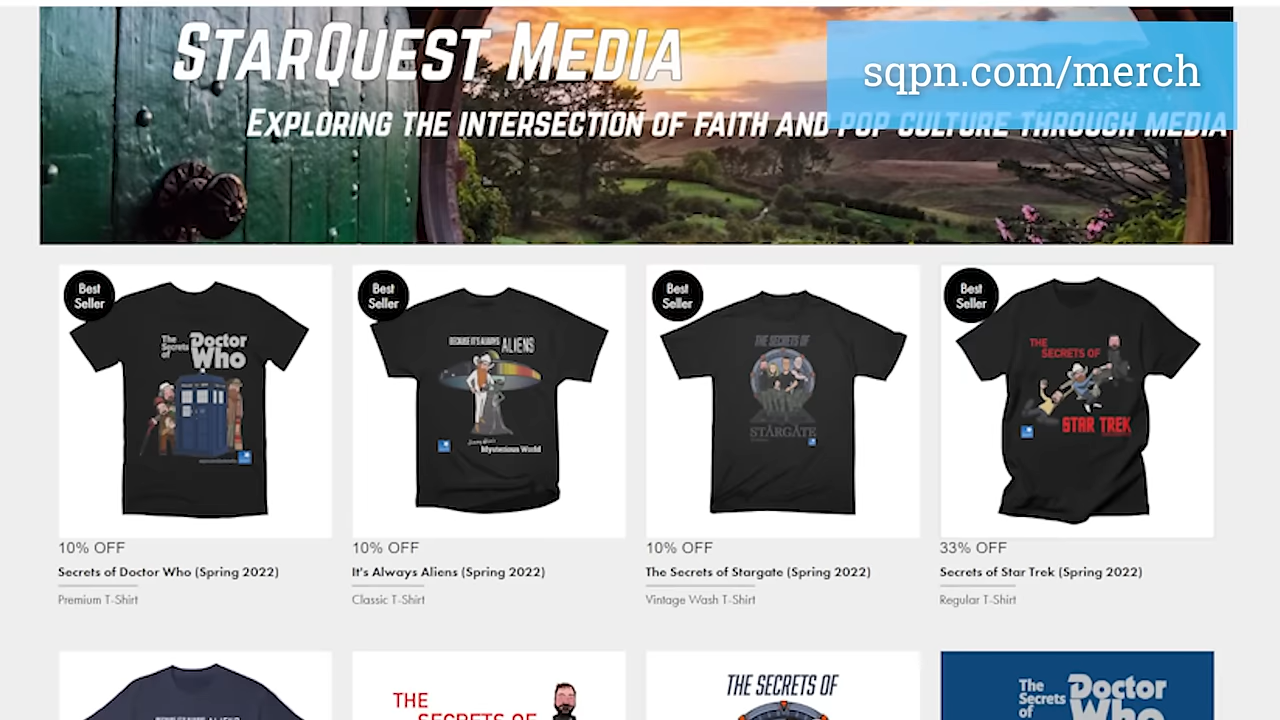 STARQUEST MEDIA
sqpn.com/merch
EXPLORING THE INTERSECTION OF FAITH AND POP CULTURE THROUGH MEDIA
Best
Seller
The
Secrets
of
Doctor
Who
Best
Seller
BECAUSE IT'S ALWAYS ALIENS
Mysterious World
Best
Seller
THE SECRETS OF
STARGATE
Best
Seller
THE
SECRETS OF
STAR TREK
10% OFF
Secrets of Doctor Who (Spring 2022)
Premium T-Shirt
10% OFF
It's Always Aliens (Spring 2022)
Classic T-Shirt
10% OFF
The Secrets of Stargate (Spring 2022)
Vintage Wash T-Shirt
33% OFF
Secrets of Star Trek (Spring 2022)
Regular T-Shirt
THE
SECRETS OF
THE SECRETS OF
The
Secrets
of
Doctor
Who